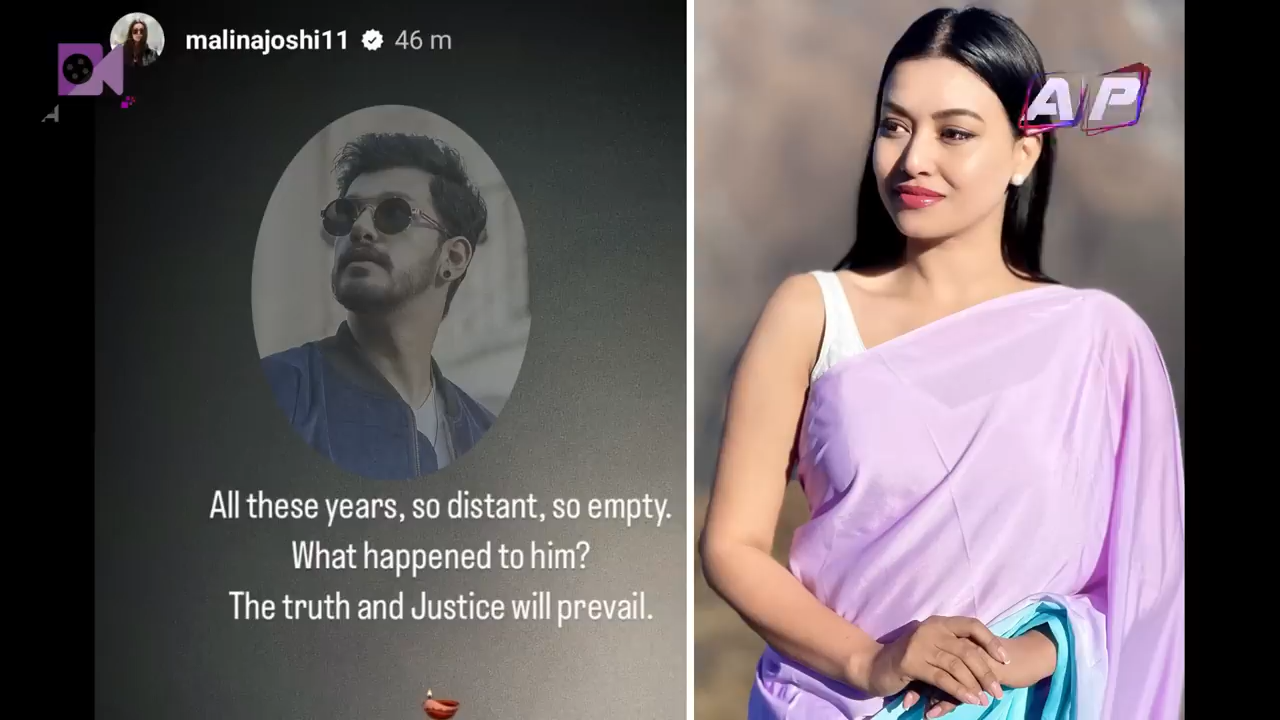 malinajoshi11 46 m
AP
All these years, so distant, so empty.
What happened to him?
The truth and Justice will prevail.